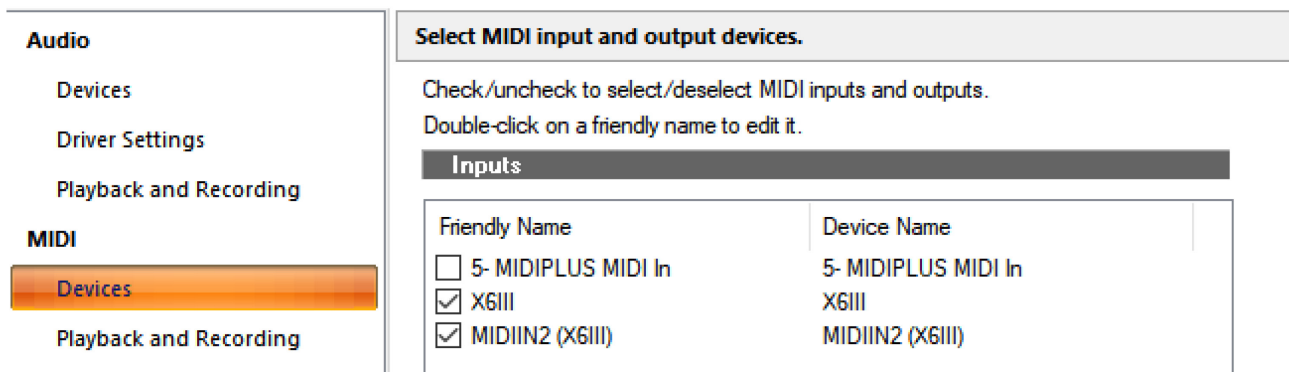 Audio
Devices
Driver Settings
Playback and Recording
MIDI
Devices
Playback and Recording
Select MIDI input and output devices.
Check/uncheck to select/deselect MIDI inputs and outputs.
Double-click on a friendly name to edit it.
Inputs
Friendly Name Device Name
5- MIDIPLUS MIDI In 5- MIDIPLUS MIDI In
X6III X6III
MIDIIN2 (X6III) MIDIIN2 (X6III)